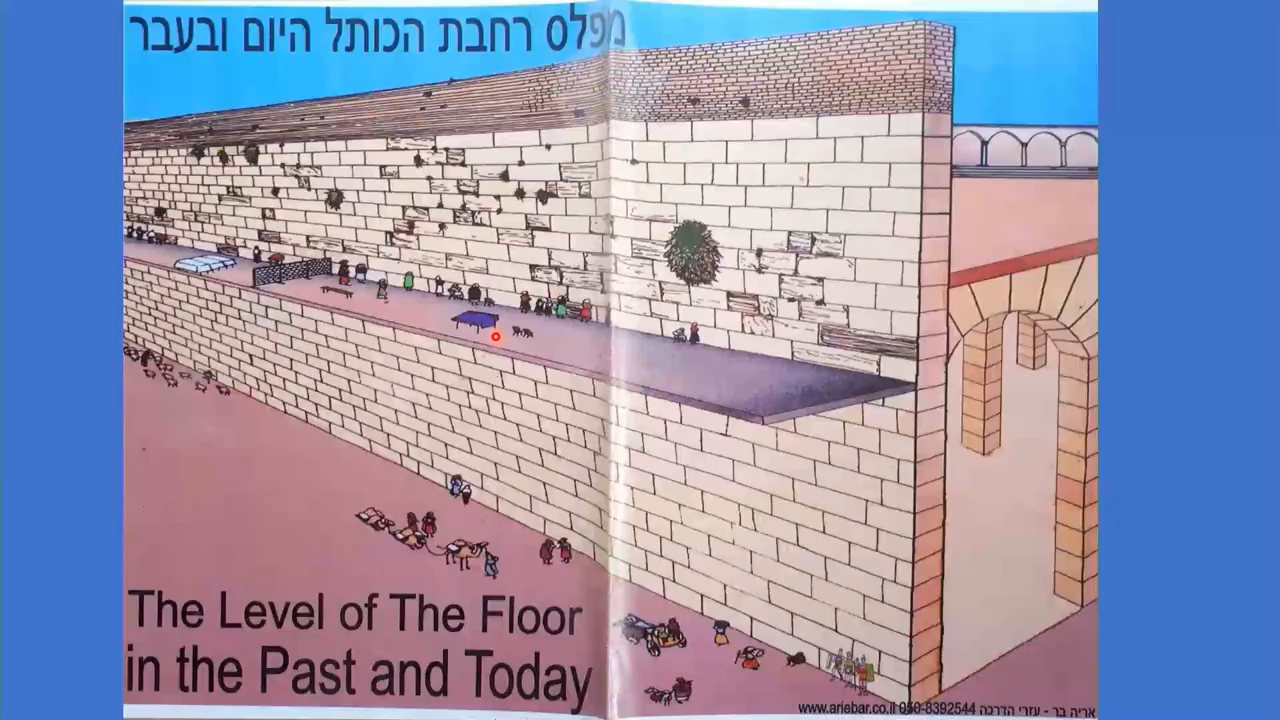 מפלס רחבת הכותל היום ובעבר
The Level of The Floor
in the Past and Today
www.ariebar.co.il 050-8392544 אריה בר - עזרי הדרכה